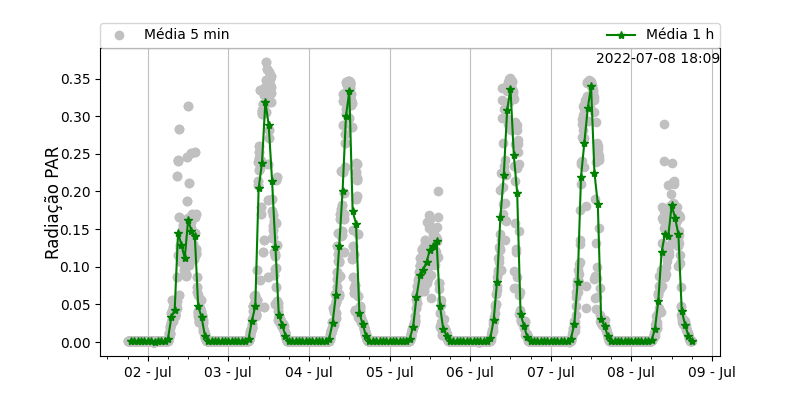 Média 5 min
Média 1 h
2022-07-08 18:09
Radiação PAR
0.35
0.30
0.25
0.20
0.15
0.10
0.05
0.00
02 - Jul
03 - Jul
04 - Jul
05 - Jul
06 - Jul
07 - Jul
08 - Jul
09 - Jul